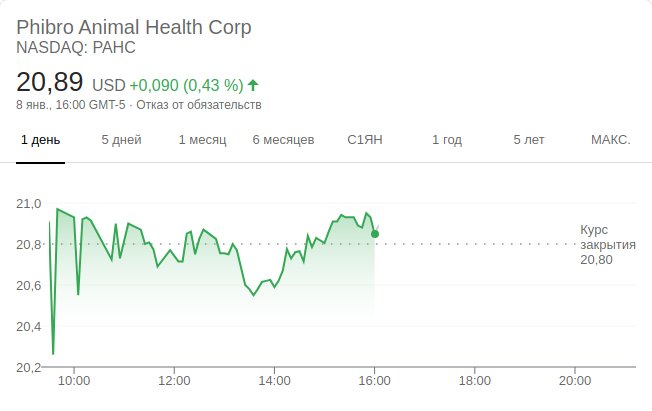 Phibro Animal Health Corp
NASDAQ: PAHC
20,89 USD +0,090 (0,43 %)
8 янв., 16:00 GMT-5 · Отказ от обязательств
1 день 5 дней 1 месяц 6 месяцев С1ЯН 1 год 5 лет МАКС.
21,0
20,8
20,6
20,4
20,2
Курс
закрытия
20,80
10:00 12:00 14:00 16:00 18:00 20:00